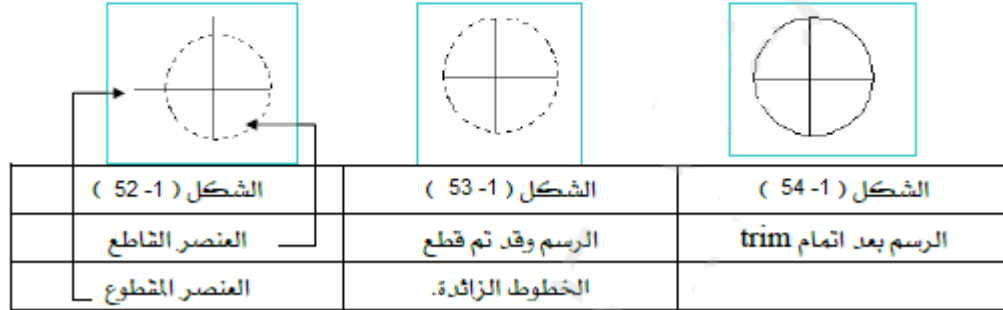 الشكل ( 1- 52 )
الشكل ( 1- 53 )
الشكل ( 1- 54 )
العنصر القاطع
الرسم وقد تم قطع
الرسم بعد اتمام trim
العنصر المقطوع
الخطوط الزائدة.